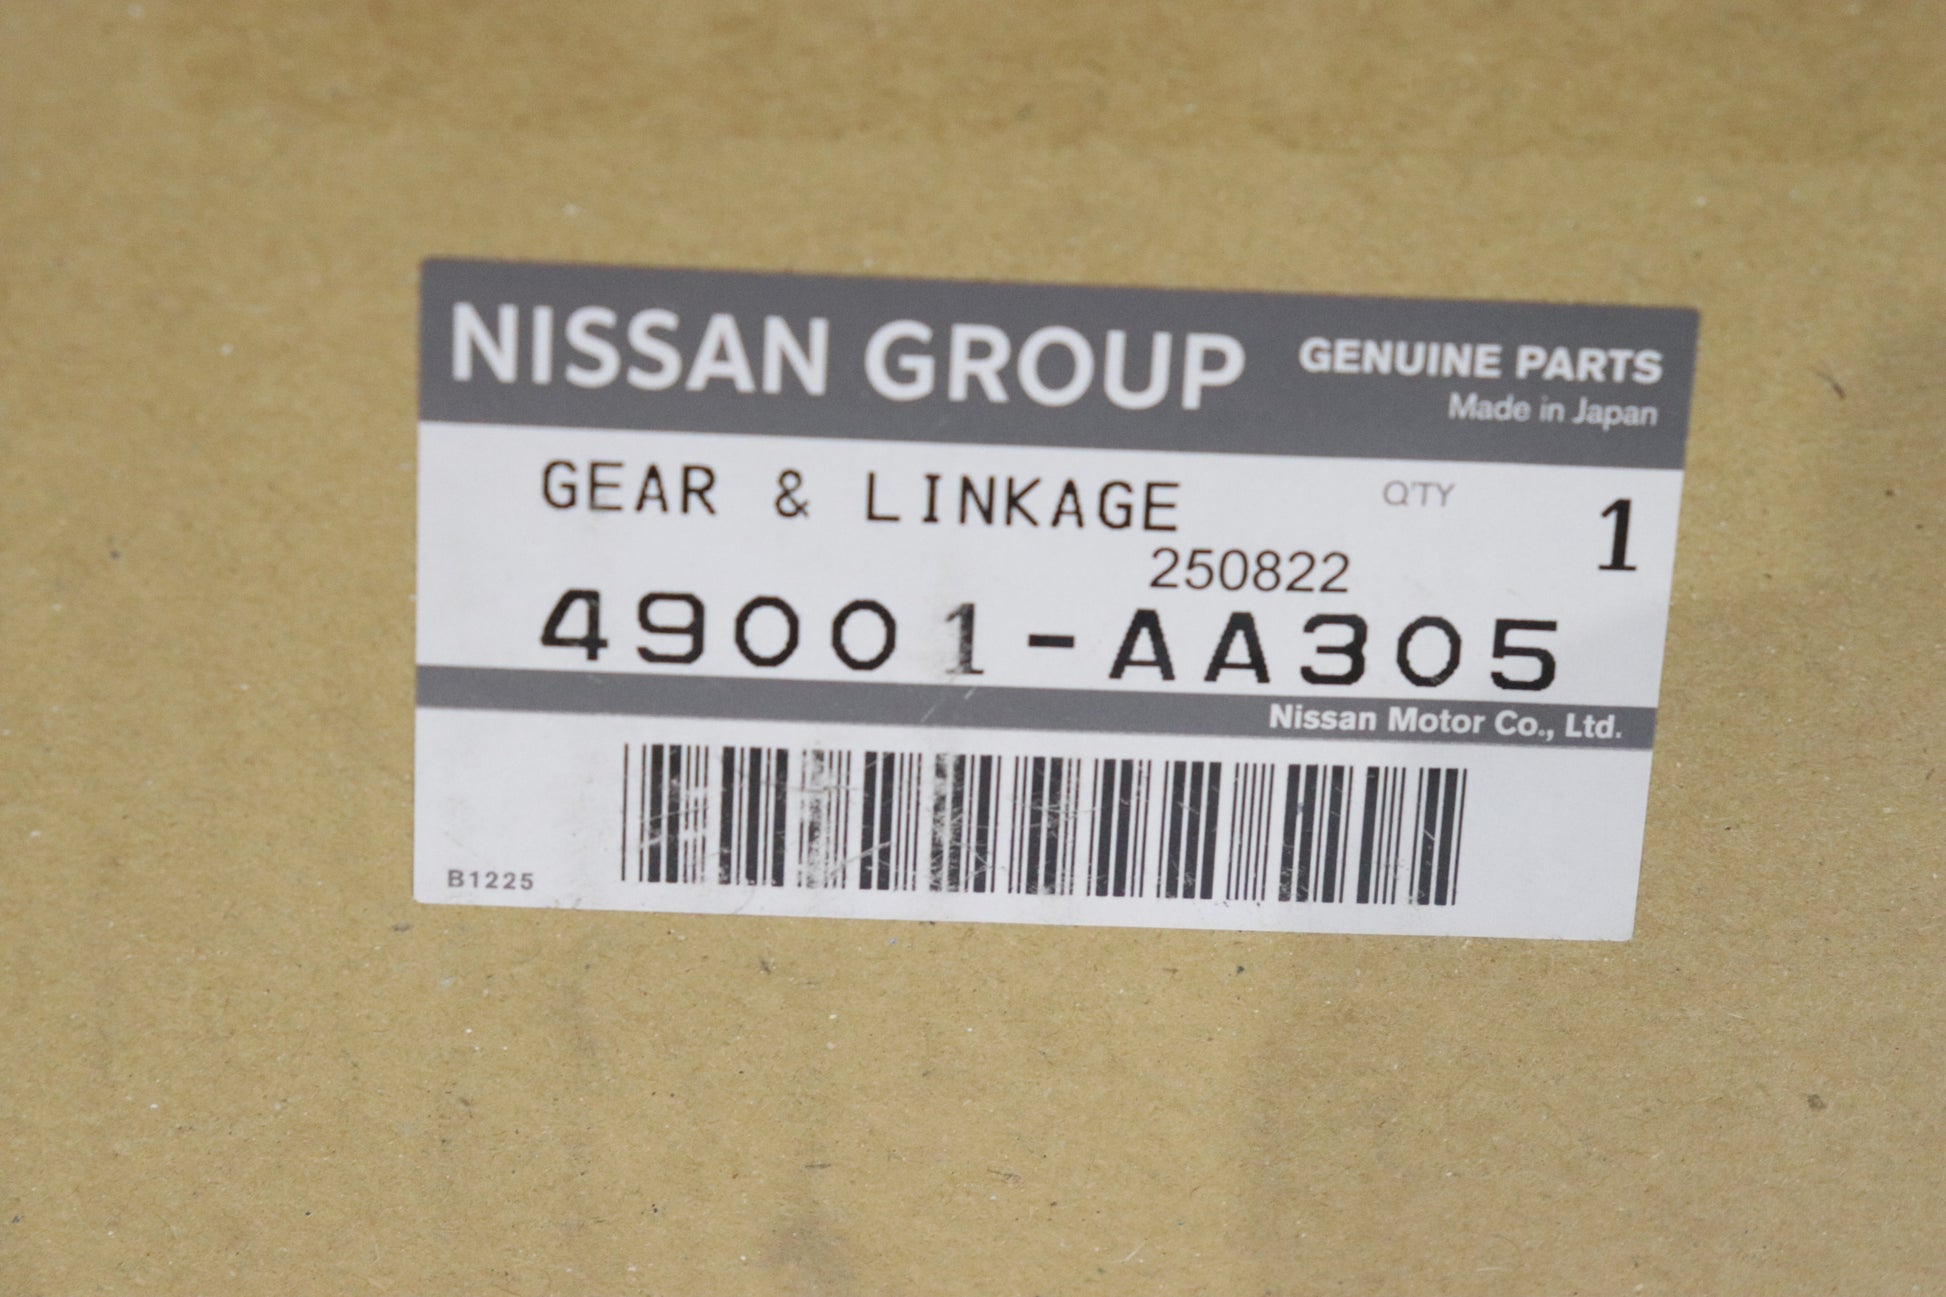 NISSAN GROUP GENUINE PARTS
Made in Japan
GEAR & LINKAGE Q'TY 1
250822
49001-AA305
Nissan Motor Co., Ltd.
B1225